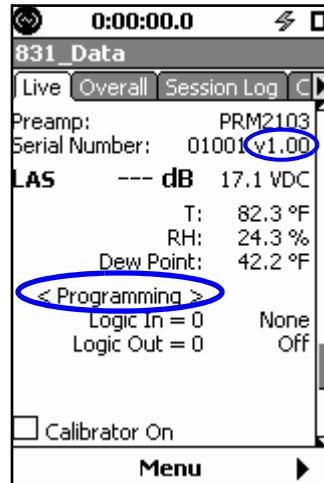 0:00:00.0
831_Data
Live Overall Session Log C
Preamp: PRM2103
Serial Number: 01001 v1.00
LAS --- dB 17.1 VDC
T: 82.3 °F
RH: 24.3 %
Dew Point: 42.2 °F
< Programming >
Logic In = 0 None
Logic Out = 0 Off
Calibrator On
Menu